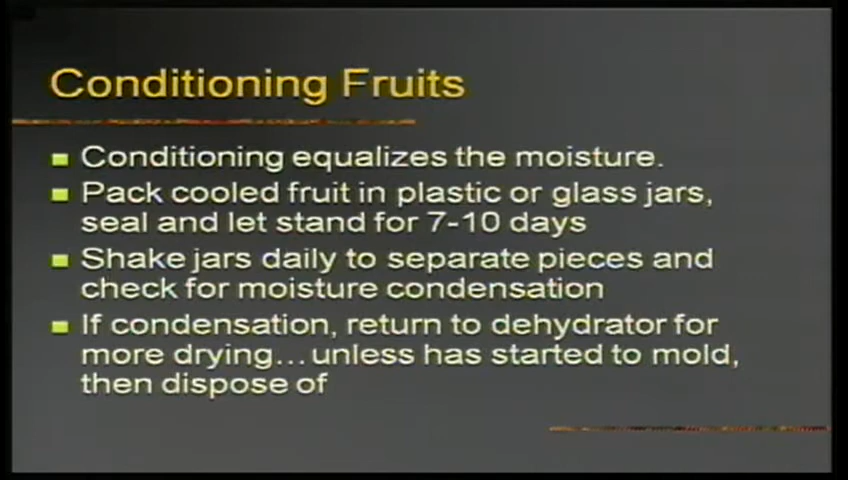 Conditioning Fruits
Conditioning equalizes the moisture.
Pack cooled fruit in plastic or glass jars,
seal and let stand for 7-10 days
Shake jars daily to separate pieces and
check for moisture condensation
If condensation, return to dehydrator for
more drying…unless has started to mold,
then dispose of